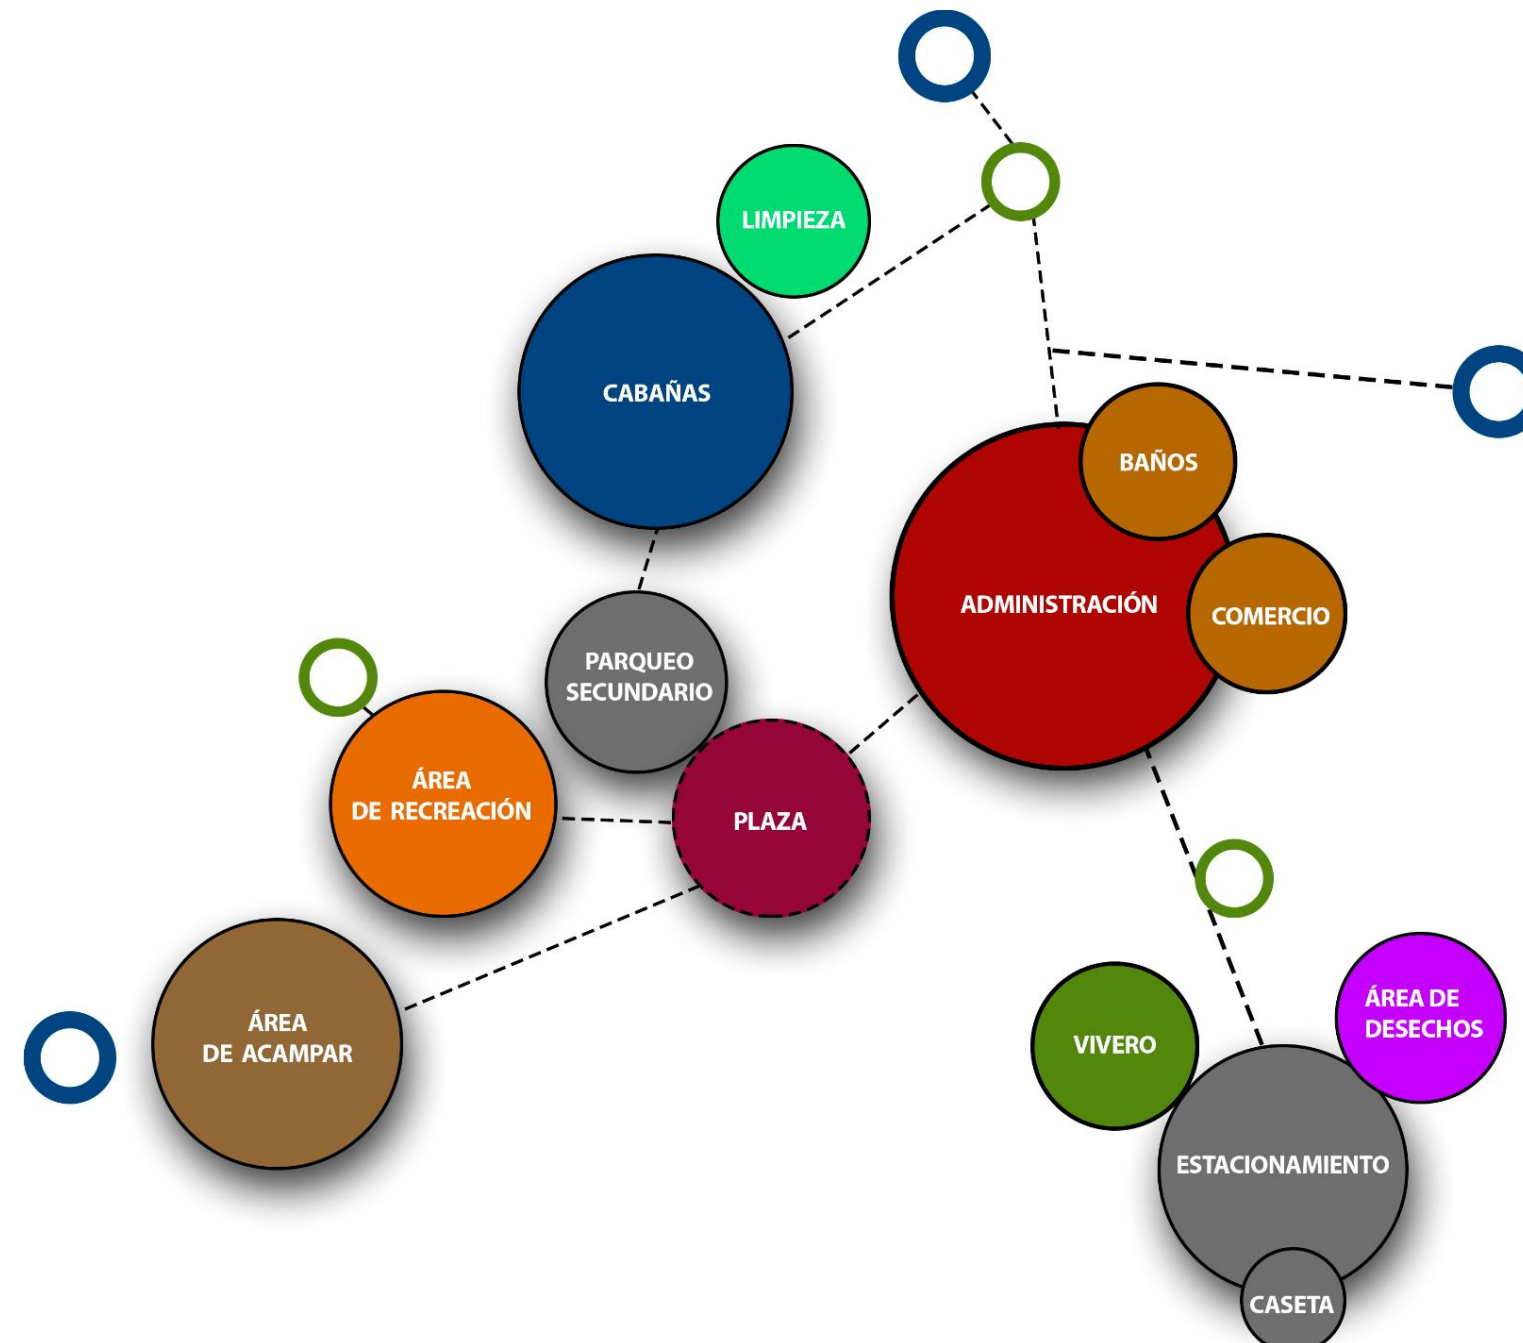 LIMPIEZA
CABAÑAS
BAÑOS
ADMINISTRACIÓN
COMERCIO
PARQUEO
SECUNDARIO
ÁREA
DE RECREACIÓN
PLAZA
ÁREA
DE ACAMPAR
VIVERO
ÁREA DE
DESECHOS
ESTACIONAMIENTO
CASETA